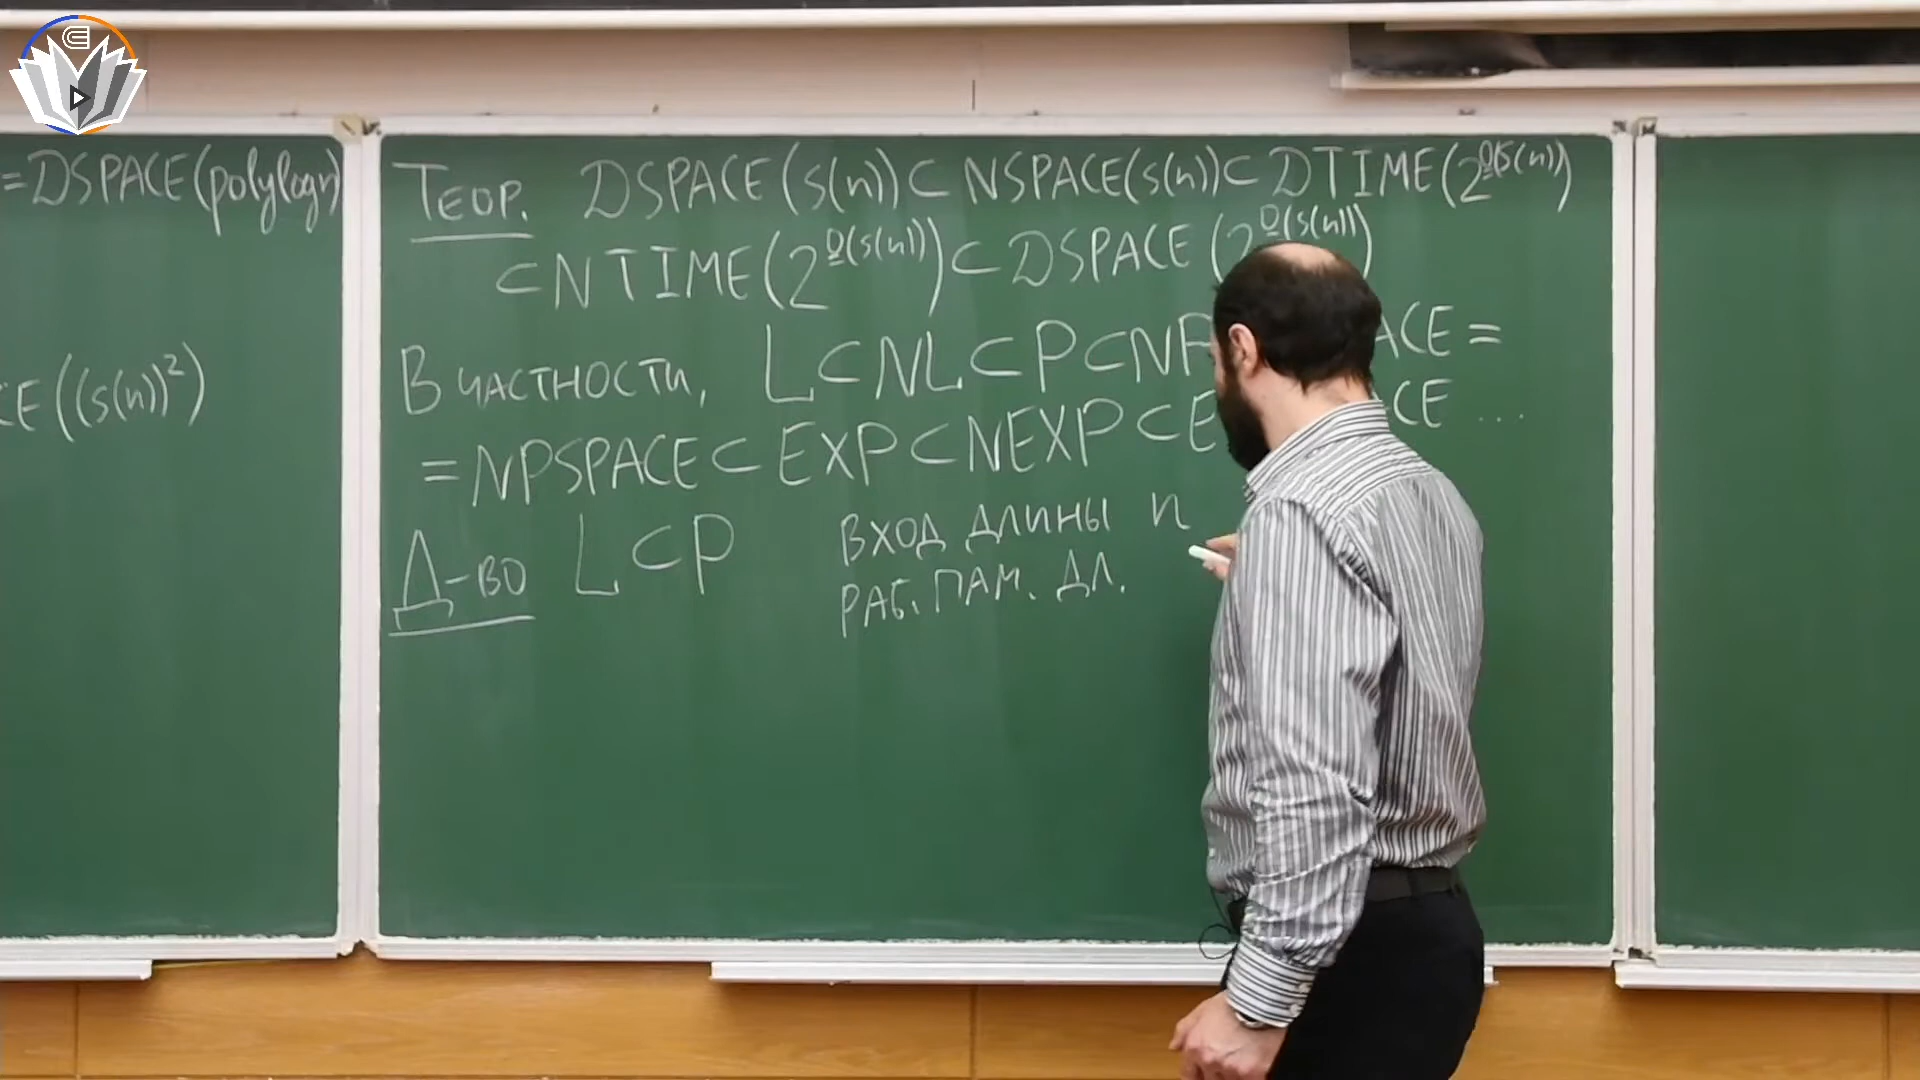 =DSPACE(polylogn)
CE((s(n))²)
Теор. DSPACE(s(n))⊂NSPACE(s(n))⊂DTIME(2^O(s(n)))
⊂NTIME(2^O(s(n)))⊂DSPACE(2^O(s(n)))
В частности, L⊂NL⊂P⊂NP ACE=
=NPSPACE⊂EXP⊂NEXP⊂E CE ...
Д-во L⊂P вход длины n
раб. пам. дл.